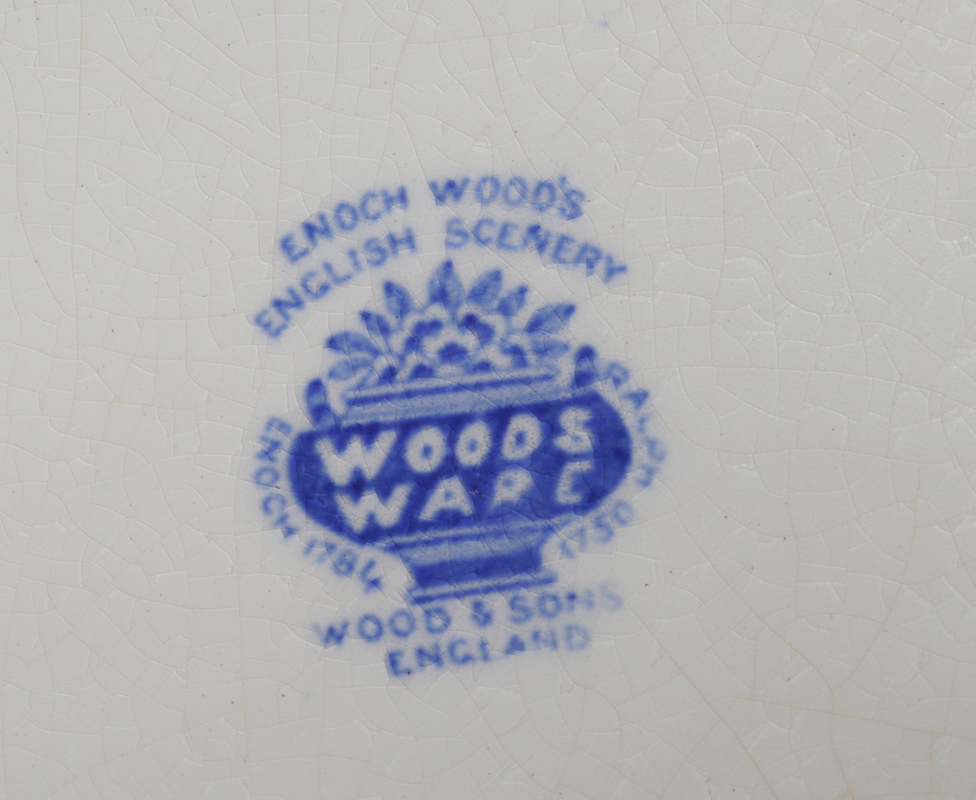 ENOCH WOOD'S
ENGLISH SCENERY
WOODS
WARE
ENOCH 1784
RALPH 1750
WOOD & SONS
ENGLAND